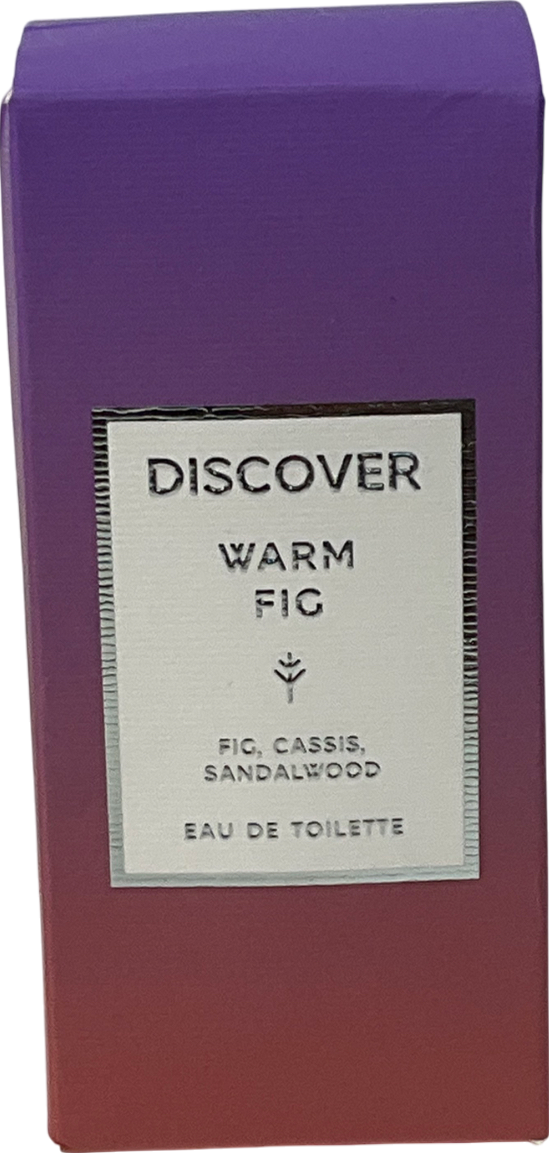 DISCOVER
WARM
FIG
FIG, CASSIS,
SANDALWOOD
EAU DE TOILETTE